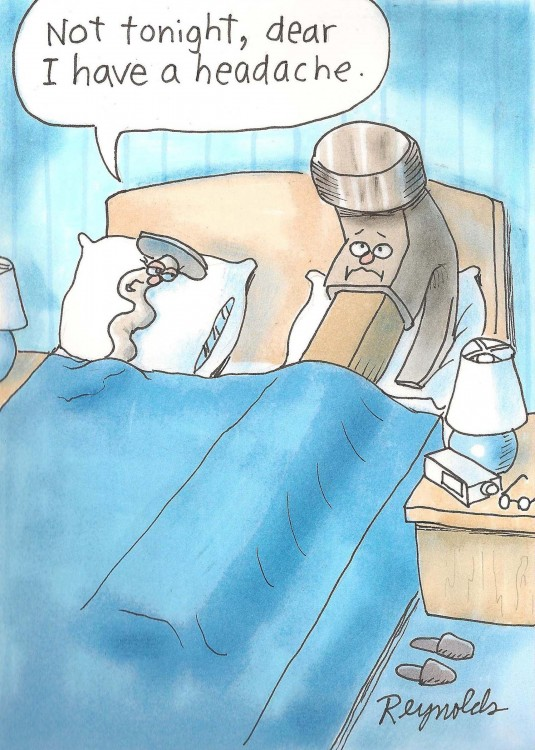 Not tonight, dear
I have a headache.
Reynolds